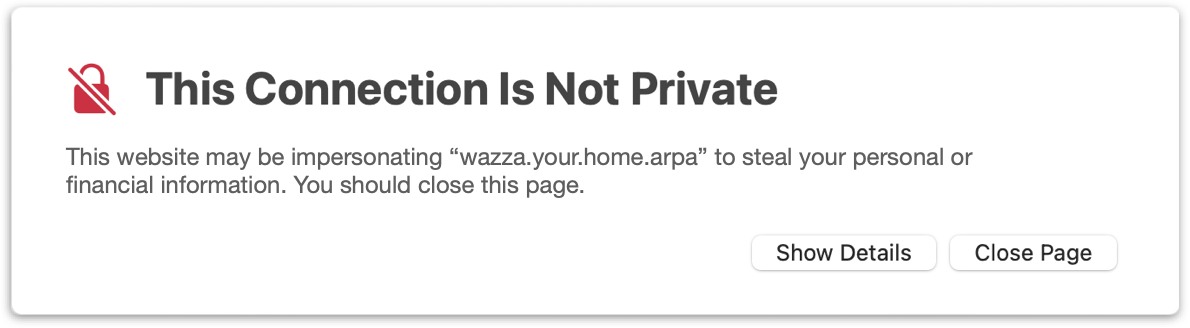 This Connection Is Not Private
This website may be impersonating “wazza.your.home.arpa” to steal your personal or
financial information. You should close this page.
Show Details
Close Page